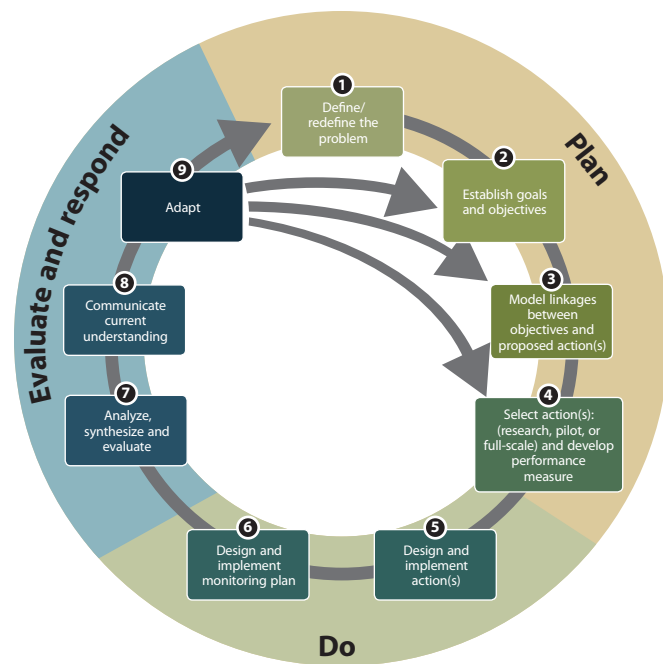 Plan
1
Define/
redefine the
problem
2
Establish goals
and objectives
3
Model linkages
between
objectives and
proposed action(s)
4
Select action(s):
(research, pilot, or
full-scale) and develop
performance
measure
Do
5
Design and
implement
action(s)
6
Design and
implement
monitoring plan
Evaluate and respond
7
Analyze,
synthesize and
evaluate
8
Communicate
current
understanding
9
Adapt